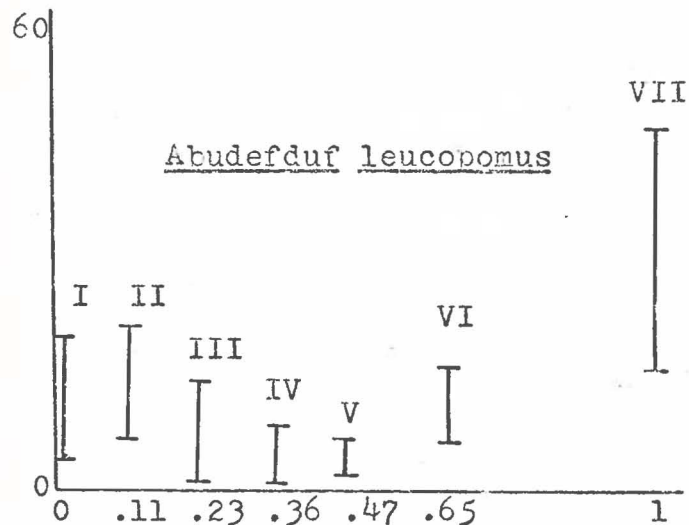 60
VII
Abudefduf leucopomus
I II
VI
III
IV
V
0
0 .11 .23 .36 .47 .65 1